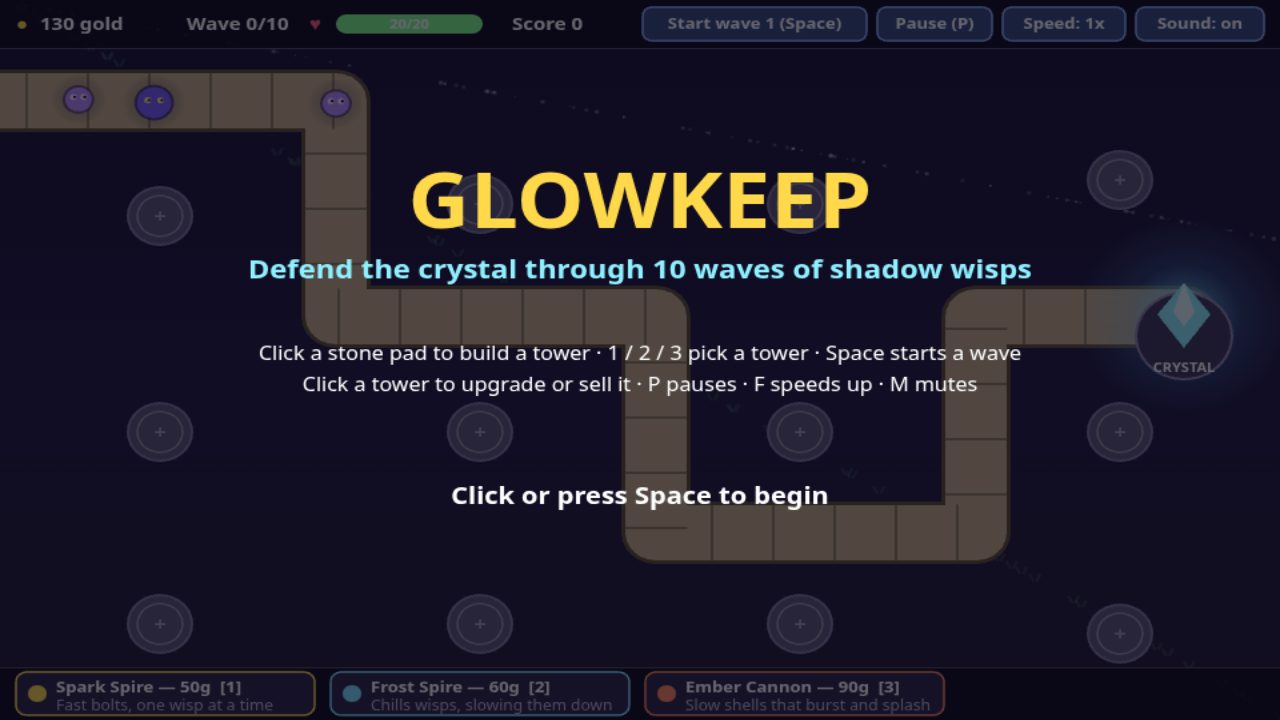 130 gold Wave 0/10 ♥ 20/20 Score 0 Start wave 1 (Space) Pause (P) Speed: 1x Sound: on
GLOWKEEP
Defend the crystal through 10 waves of shadow wisps
Click a stone pad to build a tower · 1 / 2 / 3 pick a tower · Space starts a wave
CRYSTAL
Click a tower to upgrade or sell it · P pauses · F speeds up · M mutes
Click or press Space to begin
Spark Spire — 50g [1]
Fast bolts, one wisp at a time
Frost Spire — 60g [2]
Chills wisps, slowing them down
Ember Cannon — 90g [3]
Slow shells that burst and splash